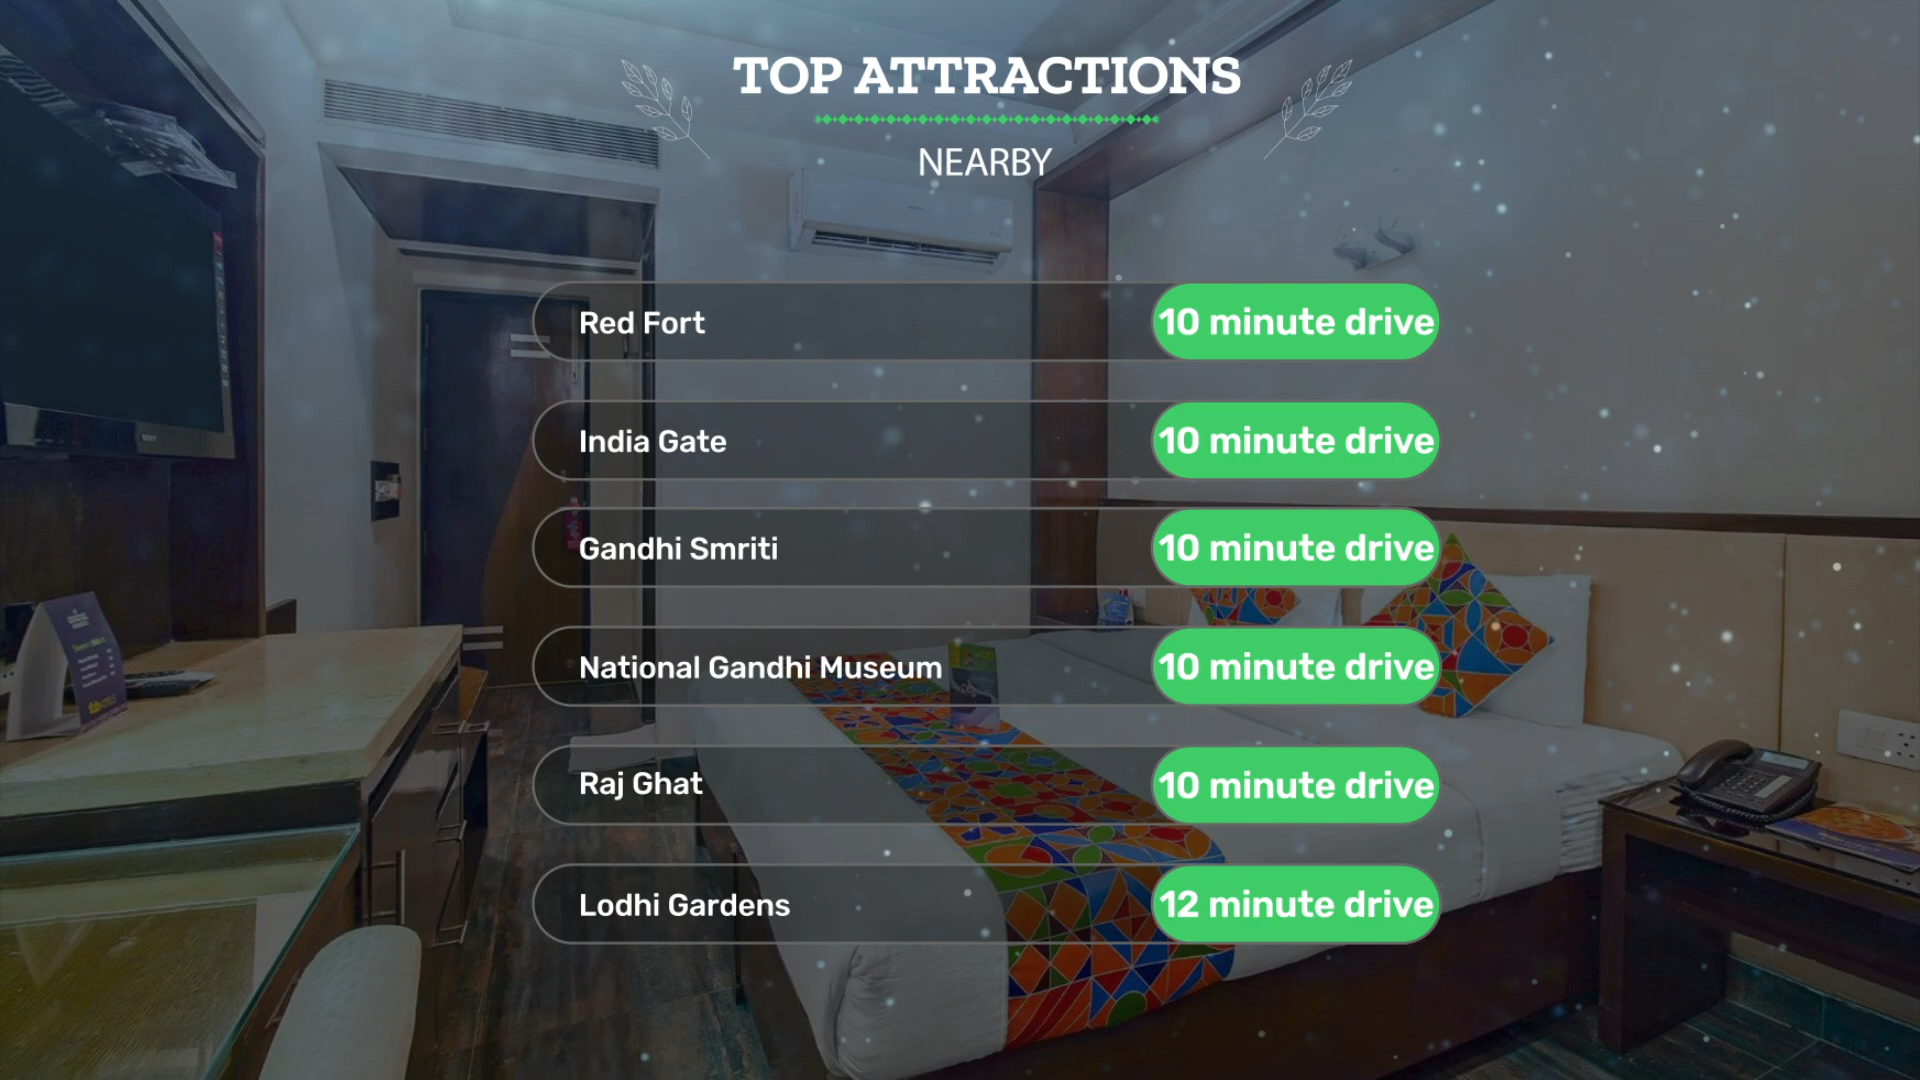 TOP ATTRACTIONS
NEARBY
Red Fort
10 minute drive
India Gate
10 minute drive
Gandhi Smriti
10 minute drive
National Gandhi Museum
10 minute drive
Raj Ghat
10 minute drive
Lodhi Gardens
12 minute drive